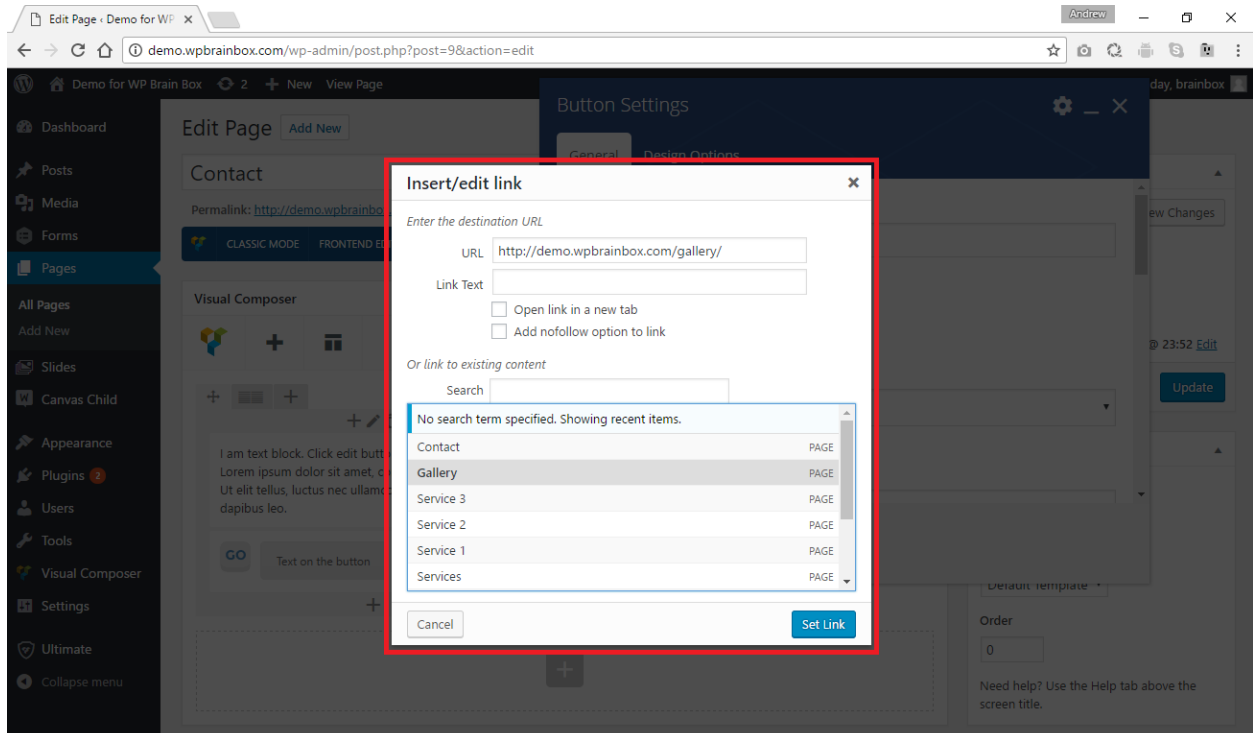 Edit Page ‹ Demo for WP
Andrew
demo.wpbrainbox.com/wp-admin/post.php?post=9&action=edit
Demo for WP Brain Box 2 New View Page
day, brainbox
Dashboard
Posts
Media
Forms
Pages
All Pages
Add New
Slides
Canvas Child
Appearance
Plugins 2
Users
Tools
Visual Composer
Settings
Ultimate
Collapse menu
Edit Page Add New
Contact
Permalink: http://demo.wpbrainbo
CLASSIC MODE FRONTEND ED
Visual Composer
I am text block. Click edit butt
Lorem ipsum dolor sit amet, c
Ut elit tellus, luctus nec ullamc
dapibus leo.
GO Text on the button
Button Settings
General Design Options
Insert/edit link
Enter the destination URL
URL http://demo.wpbrainbox.com/gallery/
Link Text
Open link in a new tab
Add nofollow option to link
Or link to existing content
Search
No search term specified. Showing recent items.
Contact PAGE
Gallery PAGE
Service 3 PAGE
Service 2 PAGE
Service 1 PAGE
Services PAGE
Cancel Set Link
ew Changes
@ 23:52 Edit
Update
Default Template
Order
0
Need help? Use the Help tab above the
screen title.